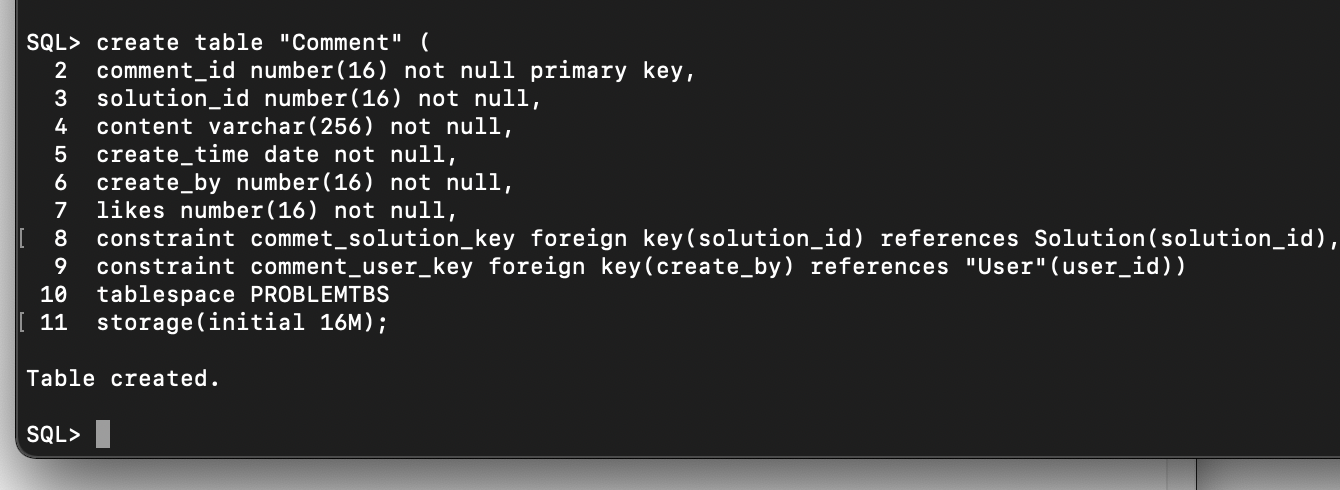 SQL> create table "Comment" (
  2  comment_id number(16) not null primary key,
  3  solution_id number(16) not null,
  4  content varchar(256) not null,
  5  create_time date not null,
  6  create_by number(16) not null,
  7  likes number(16) not null,
[  8  constraint commet_solution_key foreign key(solution_id) references Solution(solution_id),
  9  constraint comment_user_key foreign key(create_by) references "User"(user_id))
 10  tablespace PROBLEMTBS
[ 11  storage(initial 16M);
Table created.
SQL>